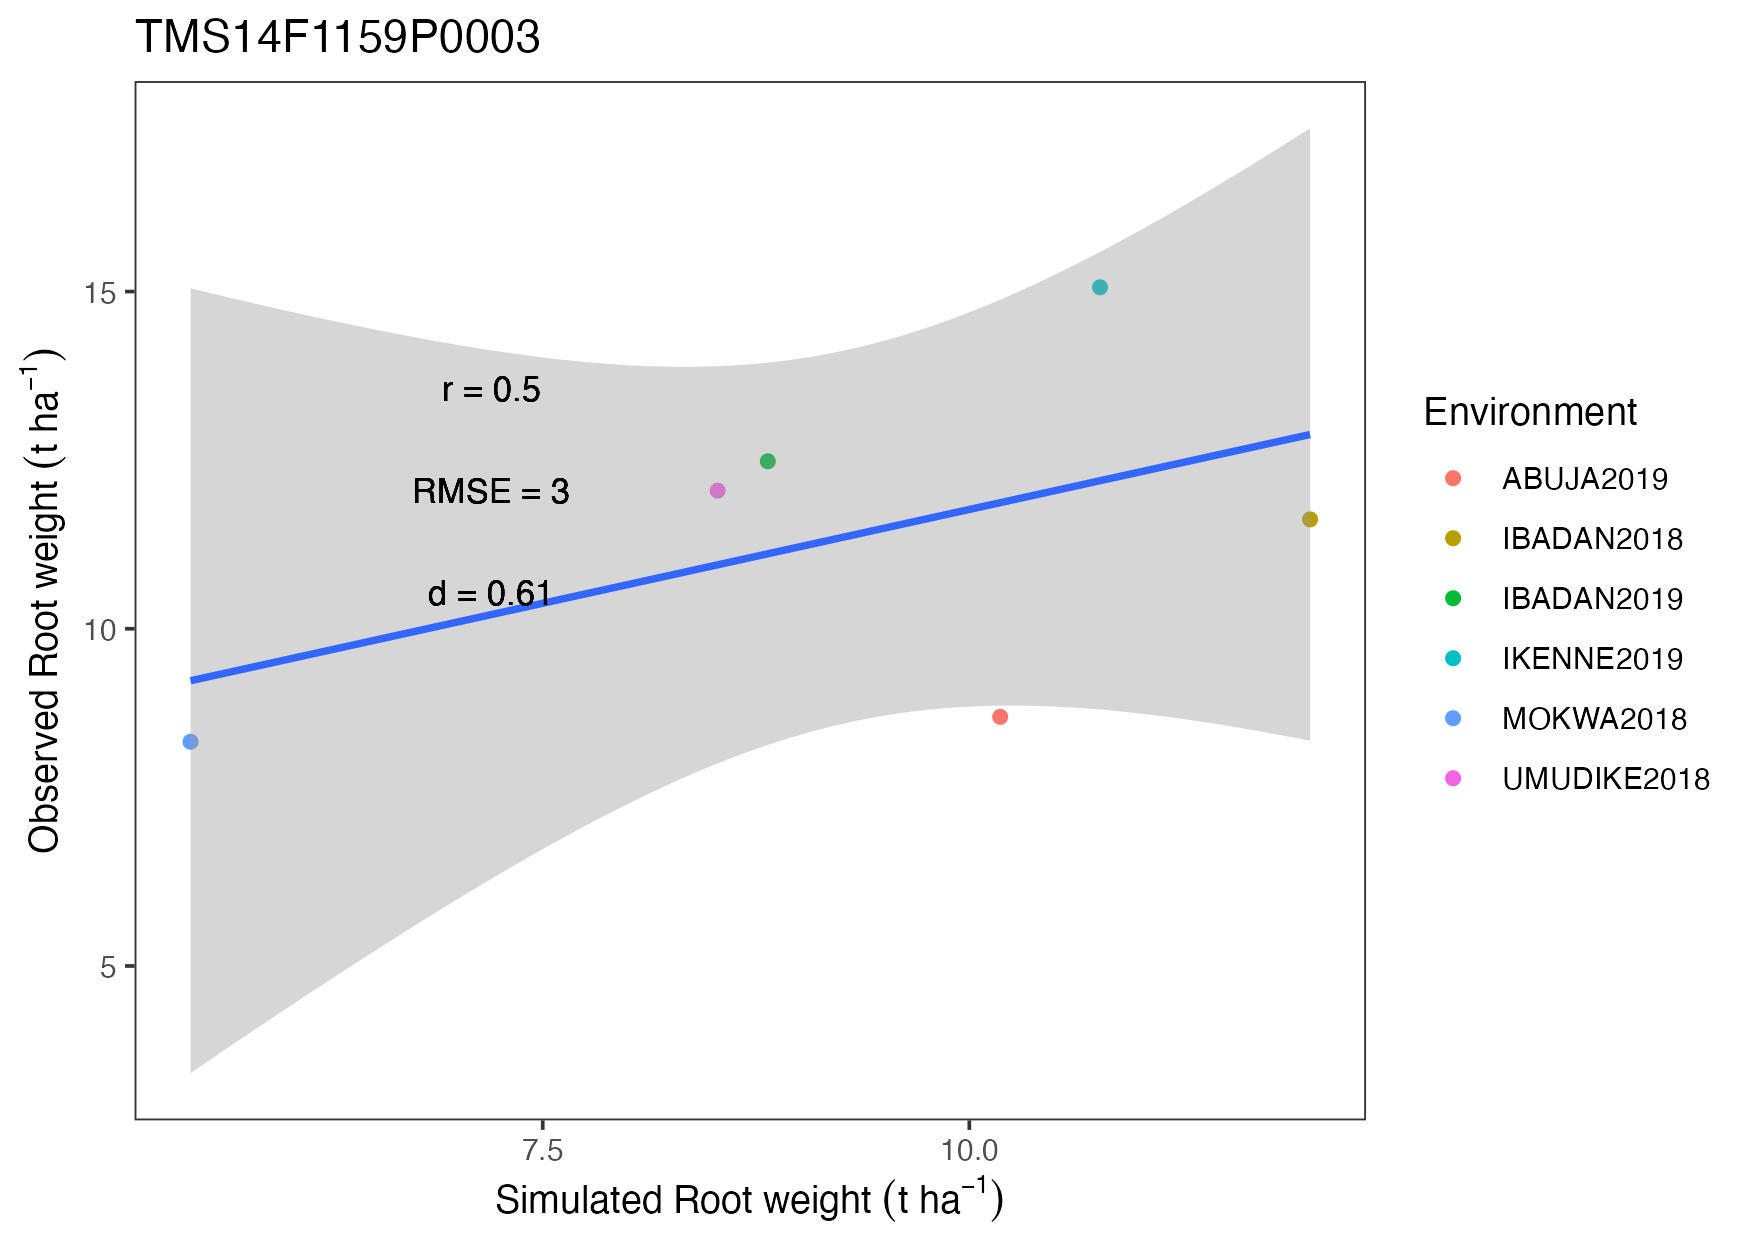 TMS14F1159P0003
15
10
5
Observed Root weight (t ha⁻¹)
r = 0.5
RMSE = 3
d = 0.61
7.5
10.0
Simulated Root weight (t ha⁻¹)
Environment
ABUJA2019
IBADAN2018
IBADAN2019
IKENNE2019
MOKWA2018
UMUDIKE2018